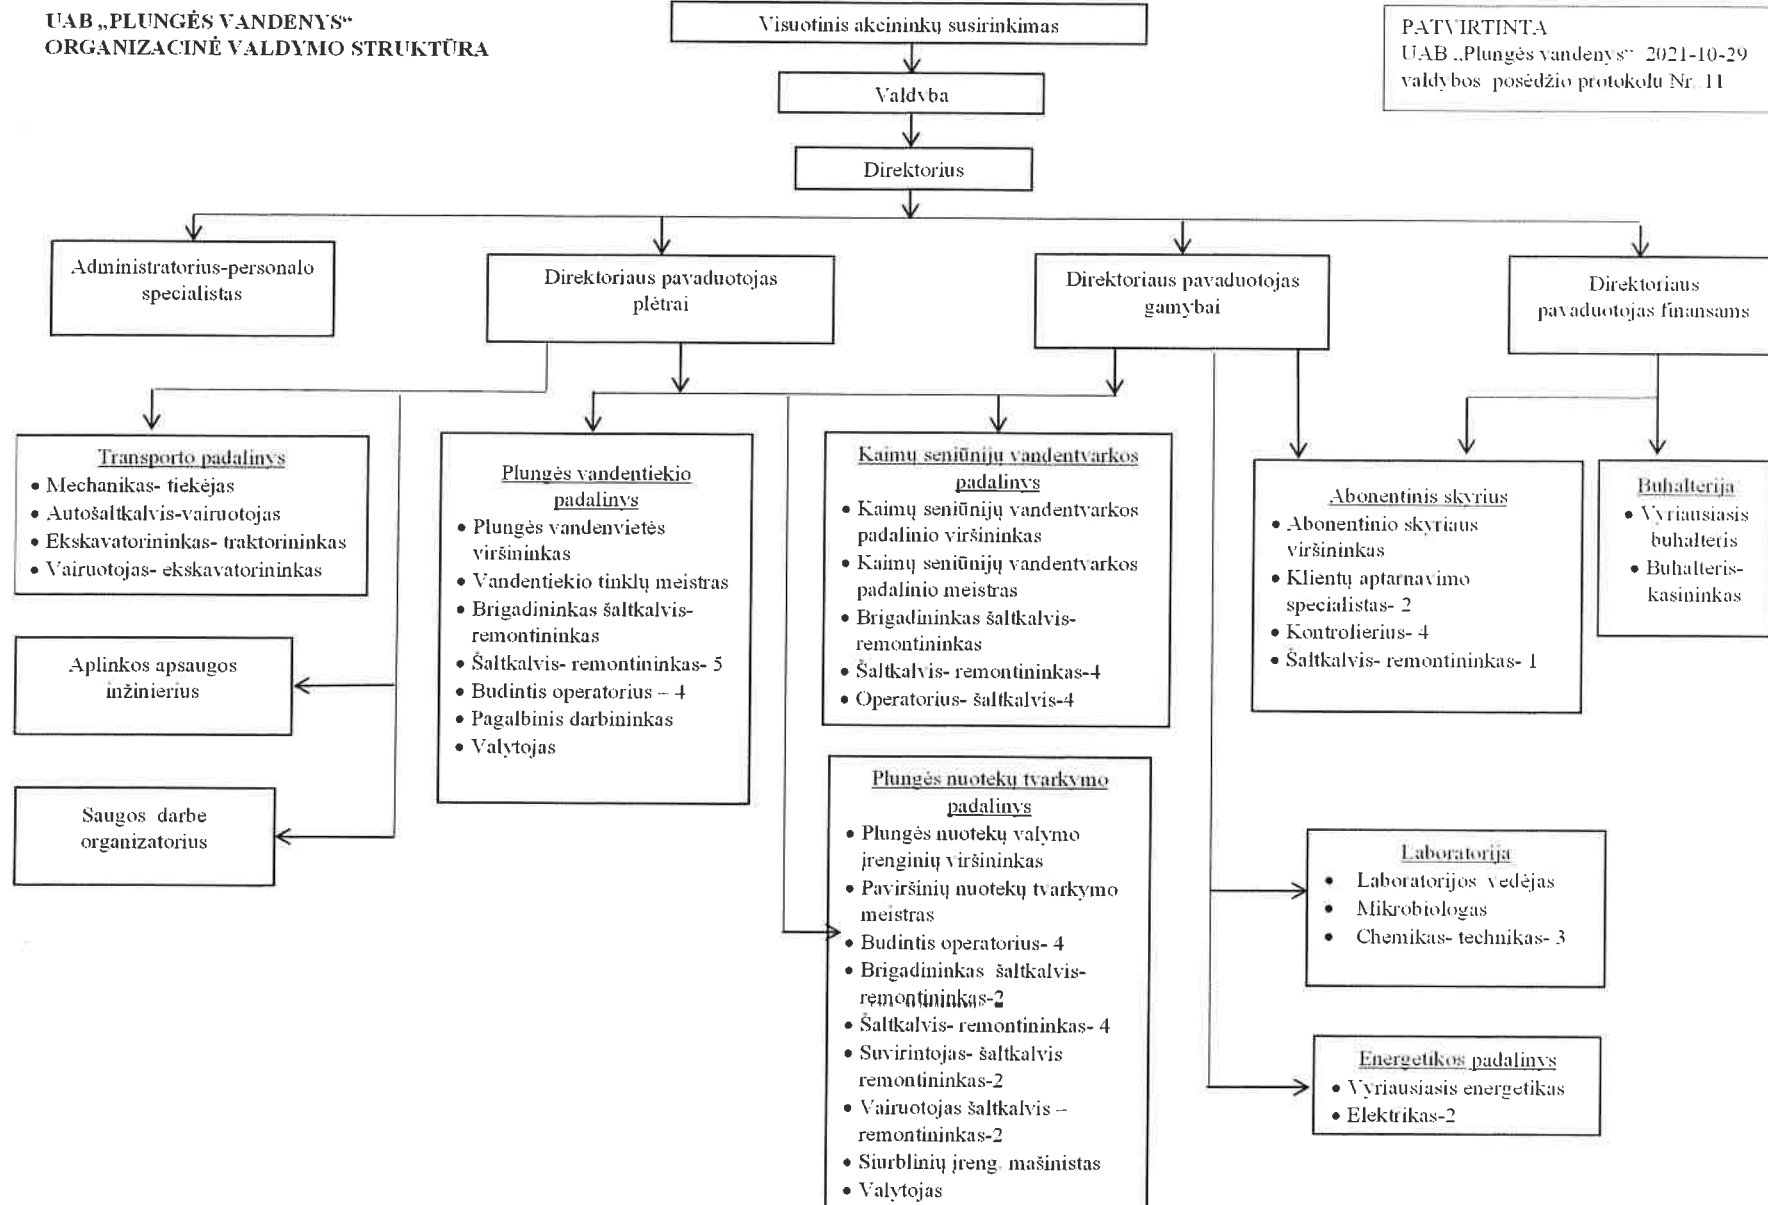 UAB „PLUNGĖS VANDENYS“
ORGANIZACINĖ VALDYMO STRUKTŪRA
Visuotinis akcininkų susirinkimas
PATVIRTINTA
UAB „Plungės vandenys“ 2021-10-29
valdybos posėdžio protokolu Nr. 11
Valdyba
Direktorius
Administratorius-personalo
specialistas
Direktoriaus pavaduotojas
plėtrai
Direktoriaus pavaduotojas
gamybai
Direktoriaus
pavaduotojas finansams
Transporto padalinys
• Mechanikas- tiekėjas
• Autošaltkalvis-vairuotojas
• Ekskavatorininkas- traktorininkas
• Vairuotojas- ekskavatorininkas
Aplinkos apsaugos
inžinierius
Saugos darbe
organizatorius
Plungės vandentiekio
padalinys
• Plungės vandenvietės
viršininkas
• Vandentiekio tinklų meistras
• Brigadininkas šaltkalvis-
remontininkas
• Šaltkalvis- remontininkas- 5
• Budintis operatorius – 4
• Pagalbinis darbininkas
• Valytojas
Kaimų seniūnijų vandentvarkos
padalinys
• Kaimų seniūnijų vandentvarkos
padalinio viršininkas
• Kaimų seniūnijų vandentvarkos
padalinio meistras
• Brigadininkas šaltkalvis-
remontininkas
• Šaltkalvis- remontininkas-4
• Operatorius- šaltkalvis-4
Plungės nuotekų tvarkymo
padalinys
• Plungės nuotekų valymo
įrenginių viršininkas
• Paviršinių nuotekų tvarkymo
meistras
• Budintis operatorius- 4
• Brigadininkas šaltkalvis-
remontininkas-2
• Šaltkalvis- remontininkas- 4
• Suvirintojas- šaltkalvis
remontininkas-2
• Vairuotojas šaltkalvis –
remontininkas-2
• Siurblinių įreng. mašinistas
• Valytojas
Abonentinis skyrius
• Abonentinio skyriaus
viršininkas
• Klientų aptarnavimo
specialistas- 2
• Kontrolierius- 4
• Šaltkalvis- remontininkas- 1
Buhalterija
• Vyriausiasis
buhalteris
• Buhalteris-
kasininkas
Laboratorija
• Laboratorijos vedėjas
• Mikrobiologas
• Chemikas- technikas- 3
Energetikos padalinys
• Vyriausiasis energetikas
• Elektrikas-2